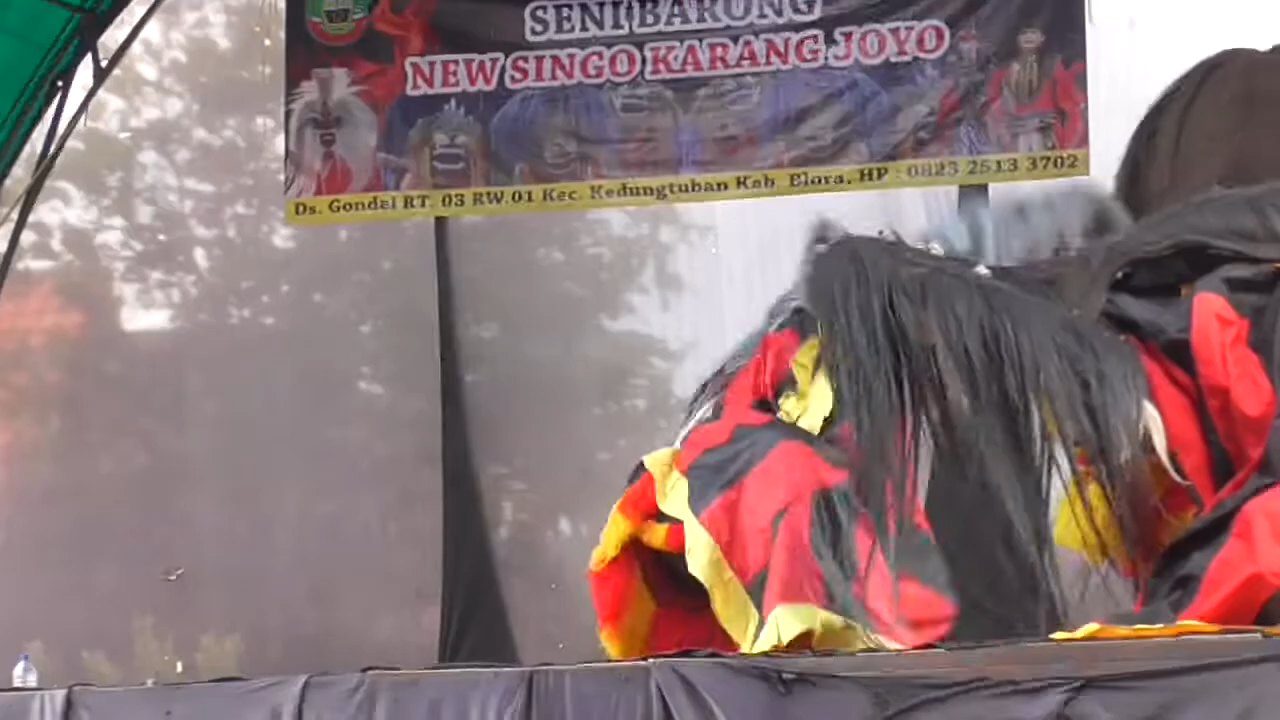 SENI BARONG
NEW SINGO KARANG JOYO
Ds. Gondel RT. 03 RW.01 Kec. Kedungtuban Kab. Blora, HP : 0823 2513 3702